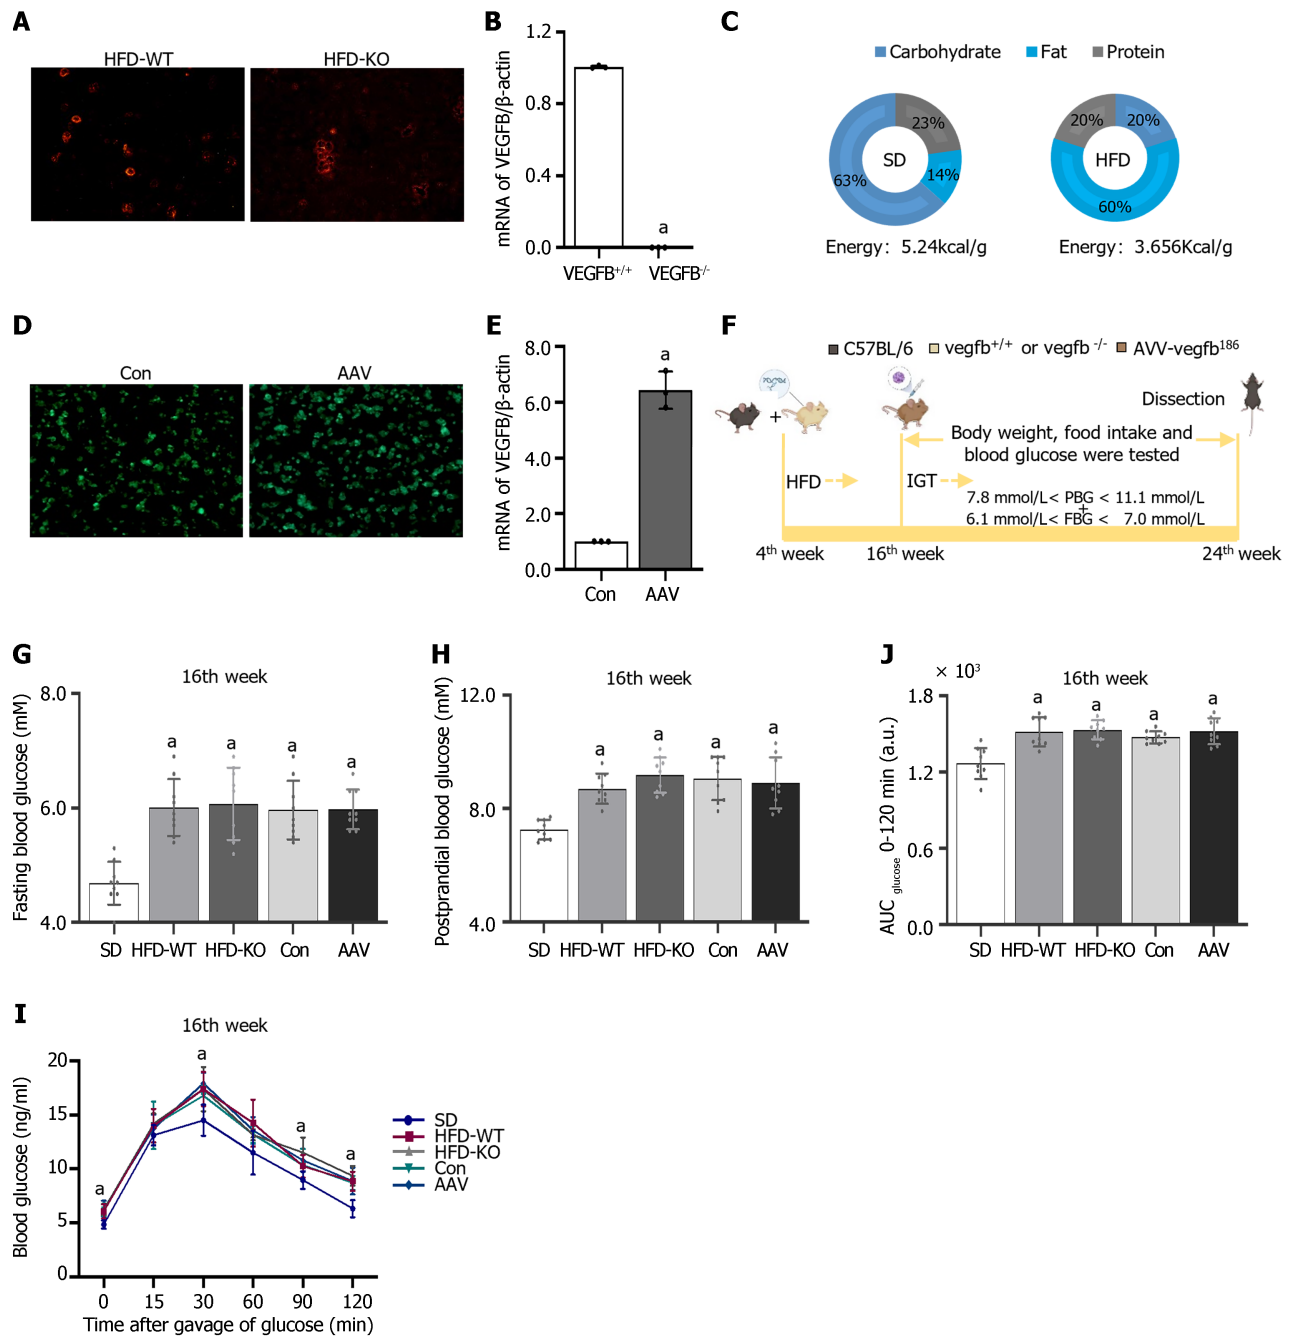 A
HFD-WT
HFD-KO
B
mRNA of VEGFB/β-actin
1.2
0.8
0.4
0.0
a
VEGFB+/+
VEGFB-/-
C
Carbohydrate
Fat
Protein
23%
14%
63%
SD
Energy: 5.24kcal/g
20%
20%
60%
HFD
Energy: 3.656Kcal/g
D
Con
AAV
E
mRNA of VEGFB/β-actin
8.0
6.0
4.0
2.0
0.0
a
Con
AAV
F
C57BL/6
vegfb+/+ or vegfb -/-
AVV-vegfb186
+
Dissection
Body weight, food intake and
blood glucose were tested
HFD
IGT
7.8 mmol/L< PBG < 11.1 mmol/L
+
6.1 mmol/L< FBG < 7.0 mmol/L
4th week
16th week
24th week
G
16th week
Fasting blood glucose (mM)
8.0
6.0
4.0
a
a
a
a
SD
HFD-WT
HFD-KO
Con
AAV
H
16th week
Postprandial blood glucose (mM)
12.0
8.0
4.0
a
a
a
a
SD
HFD-WT
HFD-KO
Con
AAV
J
× 10³
16th week
AUC glucose 0-120 min (a.u.)
1.8
1.2
0.6
0.0
a
a
a
a
SD
HFD-WT
HFD-KO
Con
AAV
I
16th week
Blood glucose (ng/ml)
20
15
10
5
0
a
a
a
a
0
15
30
60
90
120
Time after gavage of glucose (min)
SD
HFD-WT
HFD-KO
Con
AAV